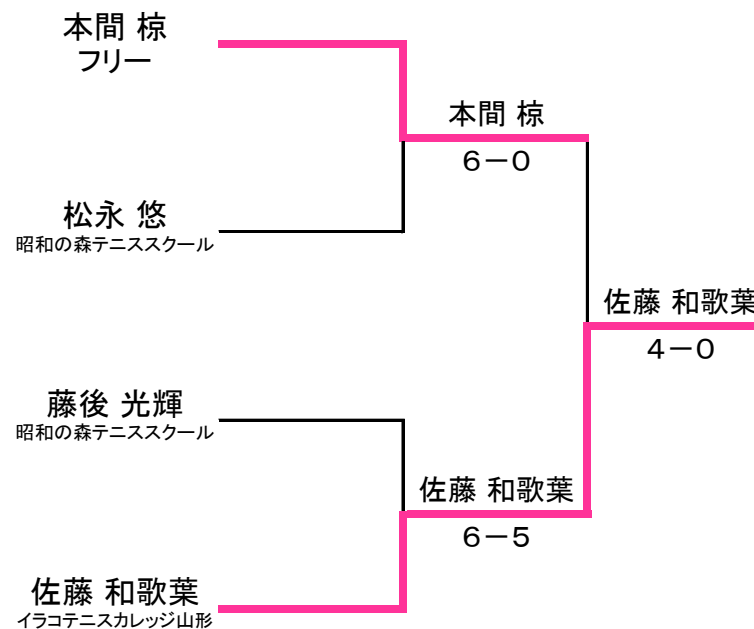 本間 椋
フリー
本間 椋
6－0
松永 悠
昭和の森テニススクール
佐藤 和歌葉
4－0
藤後 光輝
昭和の森テニススクール
佐藤 和歌葉
6－5
佐藤 和歌葉
イラコテニスカレッジ山形